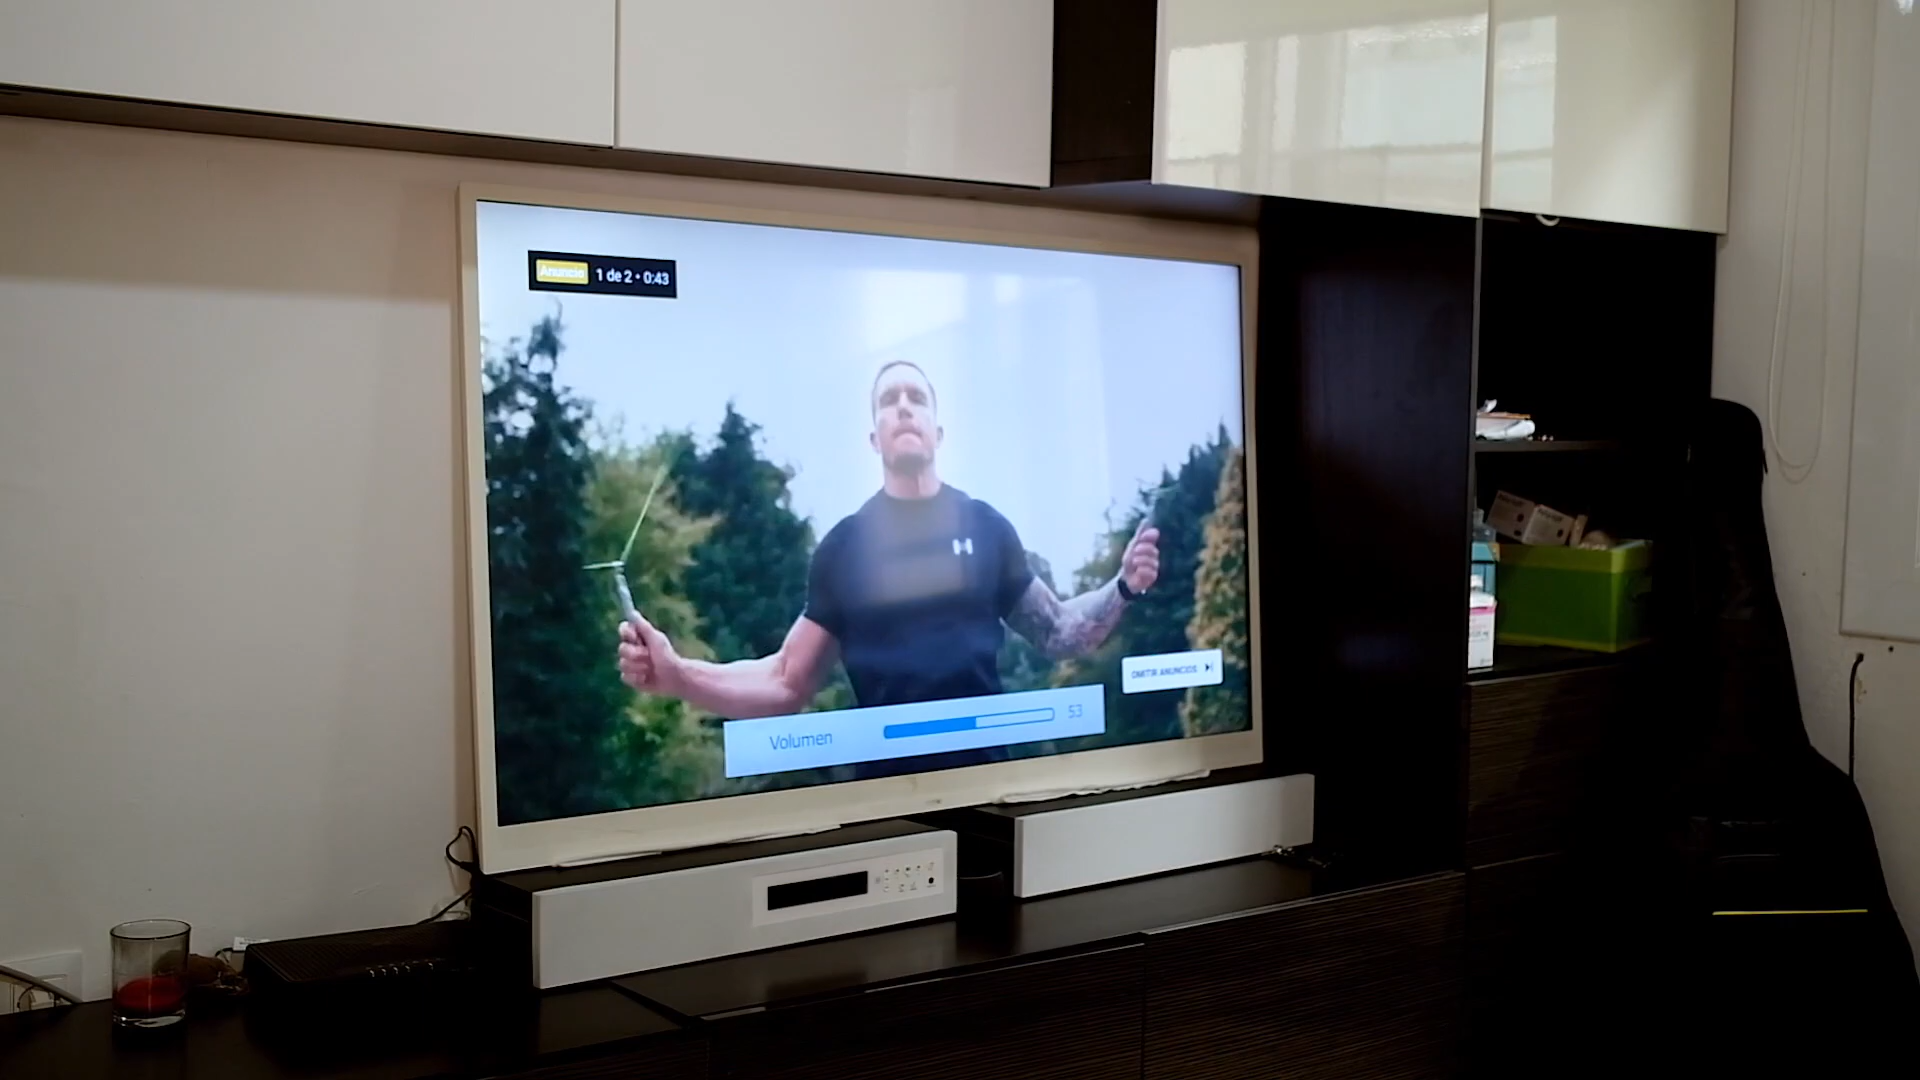 Anuncio 1 de 2 • 0:43
OMITIR ANUNCIOS
Volumen 53